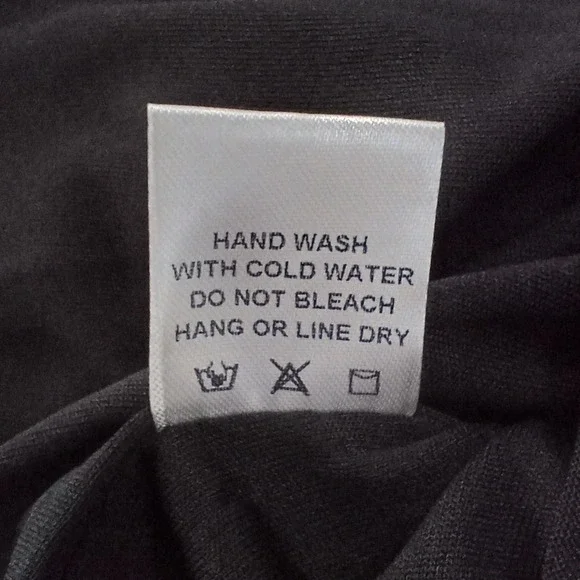 HAND WASH
WITH COLD WATER
DO NOT BLEACH
HANG OR LINE DRY